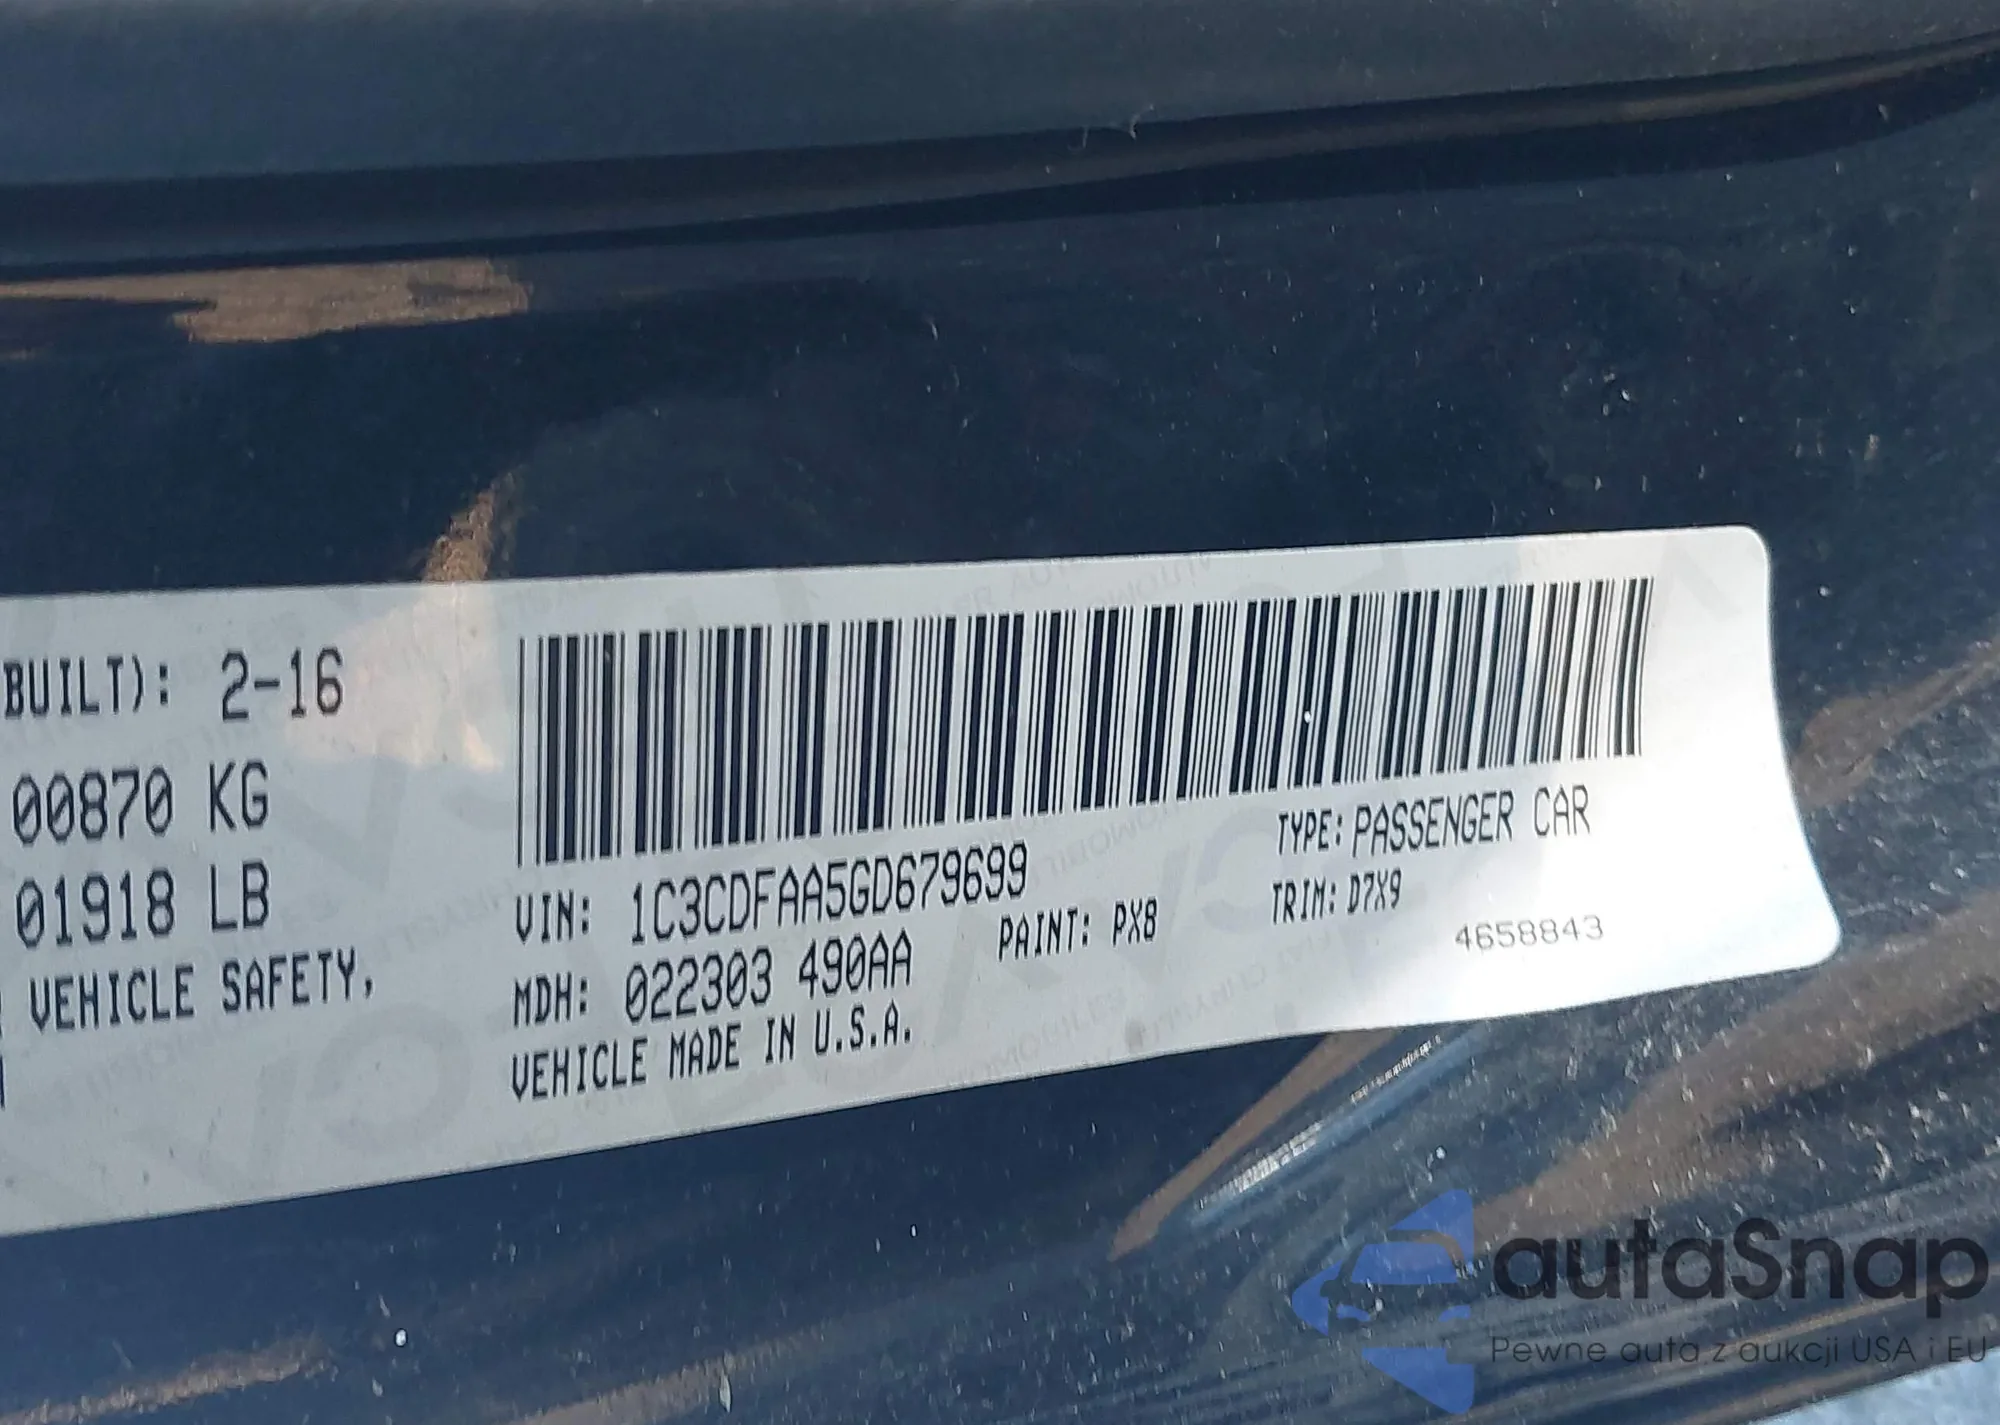 BUILT): 2-16
00870 KG
01918 LB
VEHICLE SAFETY,
VIN: 1C3CDFAA5GD679699
TYPE: PASSENGER CAR
MDH: 022303 490AA
PAINT: PX8
TRIM: D7X9
4658843
VEHICLE MADE IN U.S.A.
autaSnap
Pewne auta z aukcji USA i EU